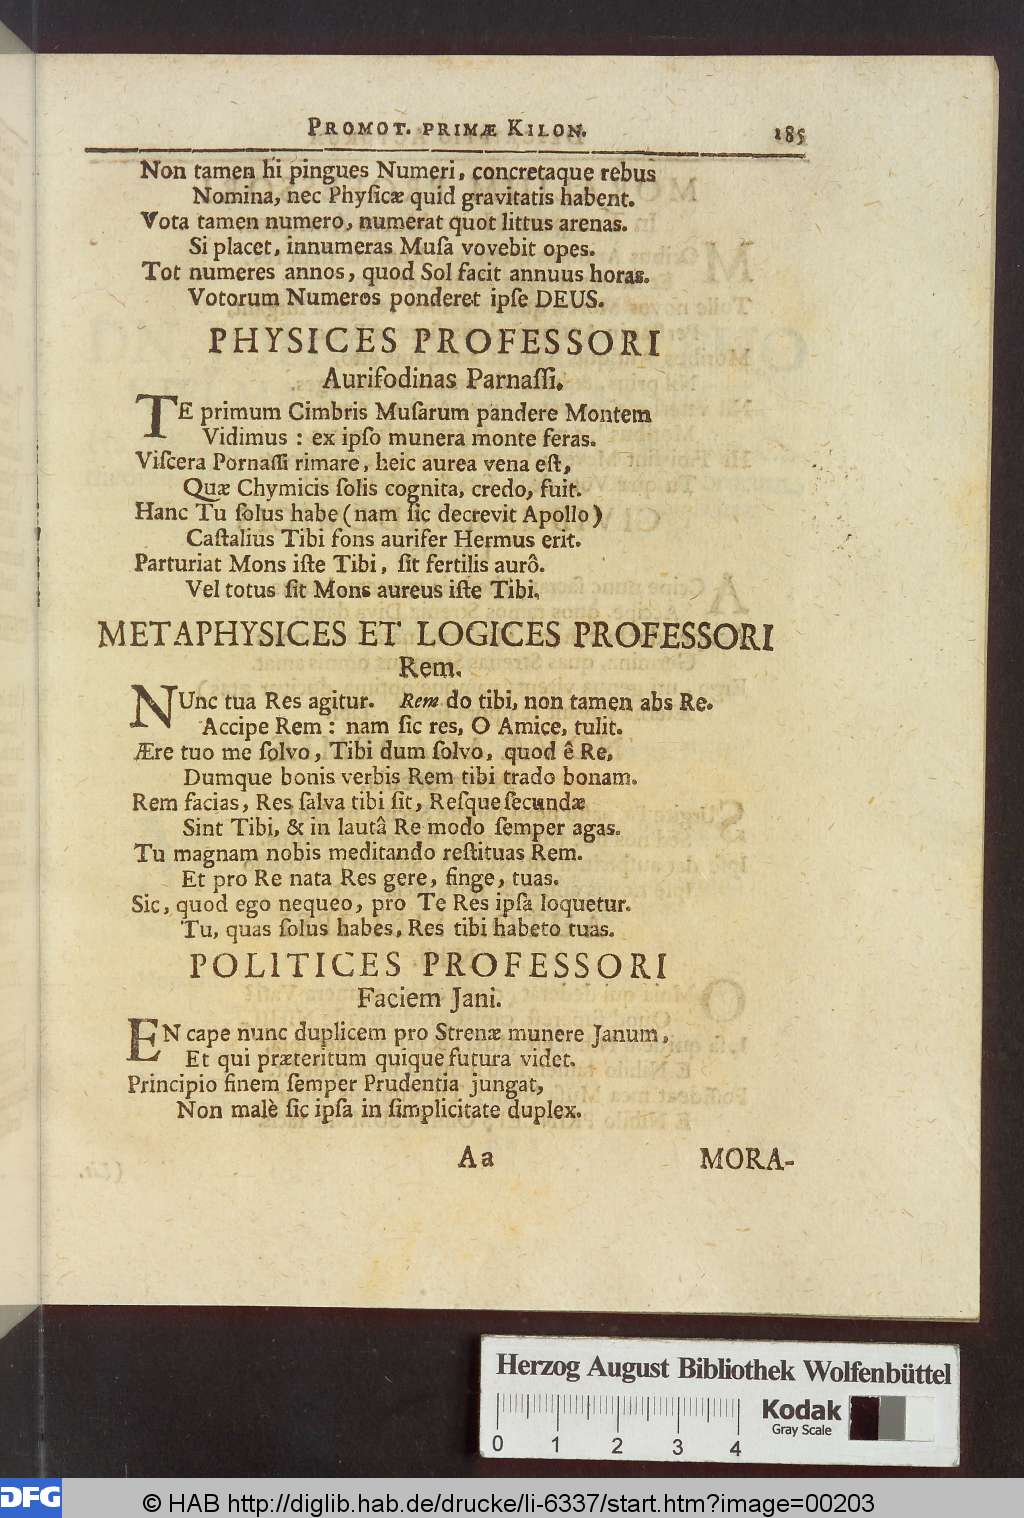 PROMOT. PRIMÆ KILON. 185
Non tamen hi pingues Numeri, concretaque rebus
Nomina, nec Phyſicæ quid gravitatis habent.
Vota tamen numero, numerat quot littus arenas.
Si placet, innumeras Muſa vovebit opes.
Tot numeres annos, quod Sol facit annuus horas.
Votorum Numeros ponderet ipſe DEUS.
PHYSICES PROFESSORI
Aurifodinas Parnaſſi.
TE primum Cimbris Muſarum pandere Montem
Vidimus : ex ipſo munera monte feras.
Viſcera Pornaſſi rimare, heic aurea vena eſt,
Quæ Chymicis ſolis cognita, credo, fuit.
Hanc Tu ſolus habe (nam ſic decrevit Apollo)
Caſtalius Tibi fons aurifer Hermus erit.
Parturiat Mons iſte Tibi, ſit fertilis aurô.
Vel totus ſit Mons aureus iſte Tibi.
METAPHYSICES ET LOGICES PROFESSORI
Rem.
NUnc tua Res agitur. Rem do tibi, non tamen abs Re.
Accipe Rem : nam ſic res, O Amice, tulit.
Ære tuo me ſolvo, Tibi dum ſolvo, quod ê Re,
Dumque bonis verbis Rem tibi trado bonam.
Rem facias, Res ſalva tibi ſit, Reſque ſecundæ
Sint Tibi, & in lautâ Re modo ſemper agas.
Tu magnam nobis meditando reſtituas Rem.
Et pro Re nata Res gere, finge, tuas.
Sic, quod ego nequeo, pro Te Res ipſa loquetur.
Tu, quas ſolus habes, Res tibi habeto tuas.
POLITICES PROFESSORI
Faciem Jani.
EN cape nunc duplicem pro Strenæ munere Janum,
Et qui præteritum quique futura videt.
Principio finem ſemper Prudentia jungat,
Non malè ſic ipſa in ſimplicitate duplex.
Aa MORA-
Herzog August Bibliothek Wolfenbüttel
Kodak
Gray Scale
0 1 2 3 4
DFG
© HAB http://diglib.hab.de/drucke/li-6337/start.htm?image=00203